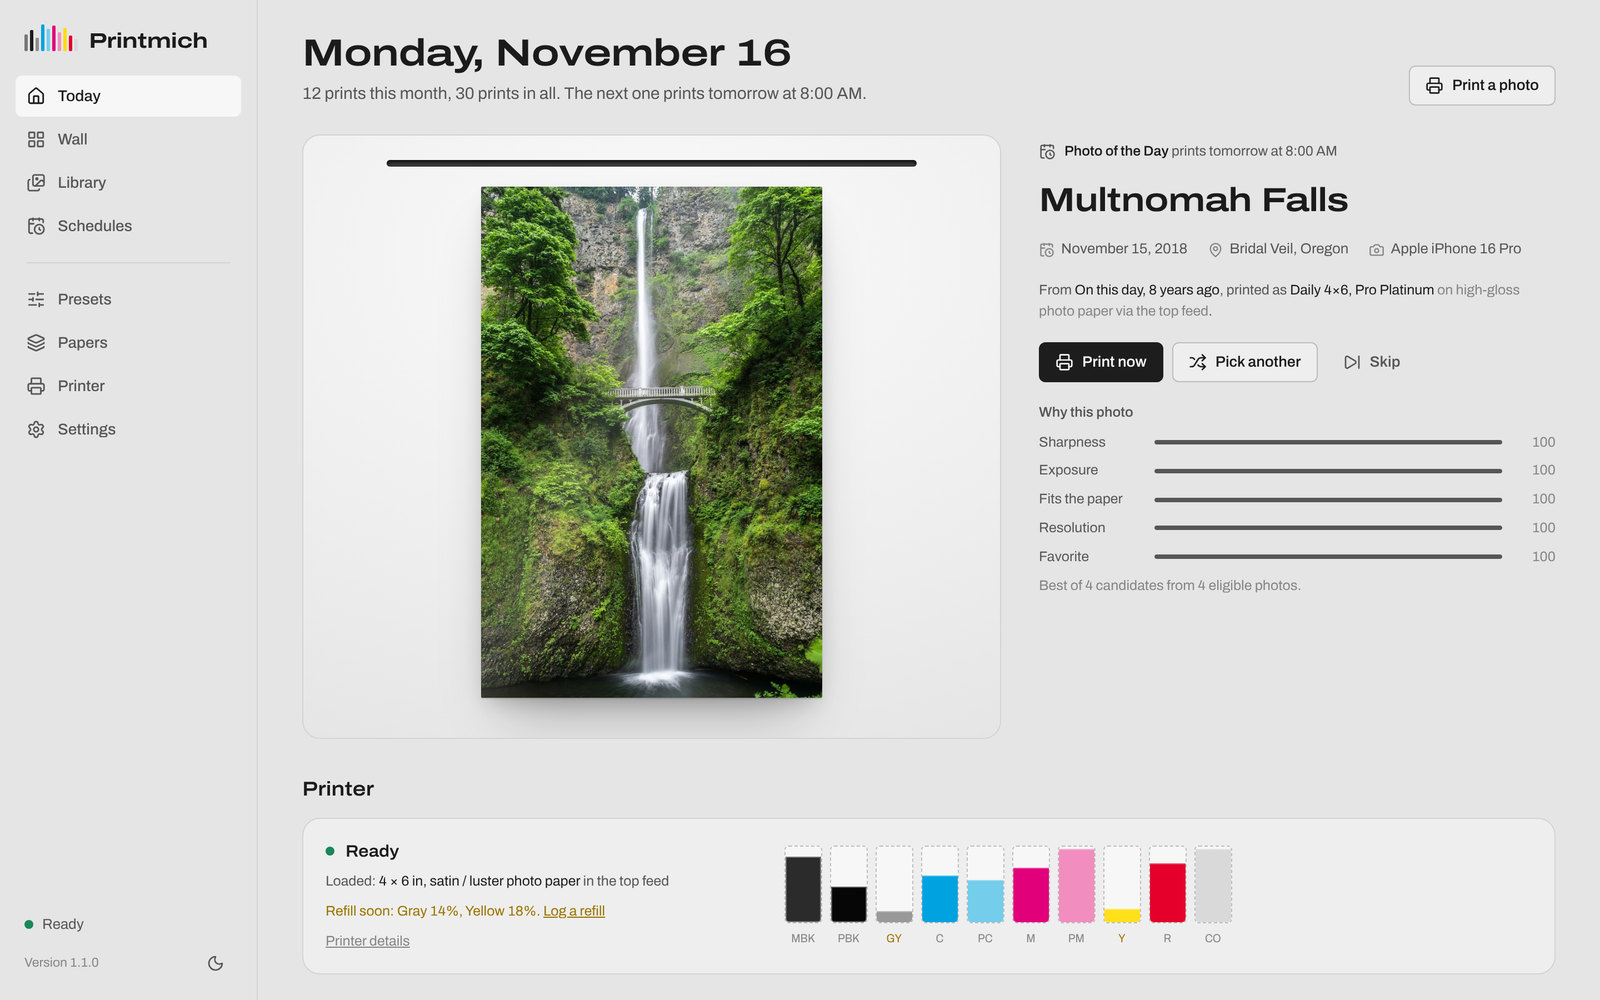 Printmich
Today
Wall
Library
Schedules
Presets
Papers
Printer
Settings
Ready
Version 1.1.0
Monday, November 16
12 prints this month, 30 prints in all. The next one prints tomorrow at 8:00 AM.
Print a photo
Photo of the Day prints tomorrow at 8:00 AM
Multnomah Falls
November 15, 2018 Bridal Veil, Oregon Apple iPhone 16 Pro
From On this day, 8 years ago, printed as Daily 4×6, Pro Platinum on high-gloss
photo paper via the top feed.
Print now Pick another Skip
Why this photo
Sharpness 100
Exposure 100
Fits the paper 100
Resolution 100
Favorite 100
Best of 4 candidates from 4 eligible photos.
Printer
Ready
Loaded: 4 × 6 in, satin / luster photo paper in the top feed
Refill soon: Gray 14%, Yellow 18%. Log a refill
Printer details
MBK PBK GY C PC M PM Y R CO